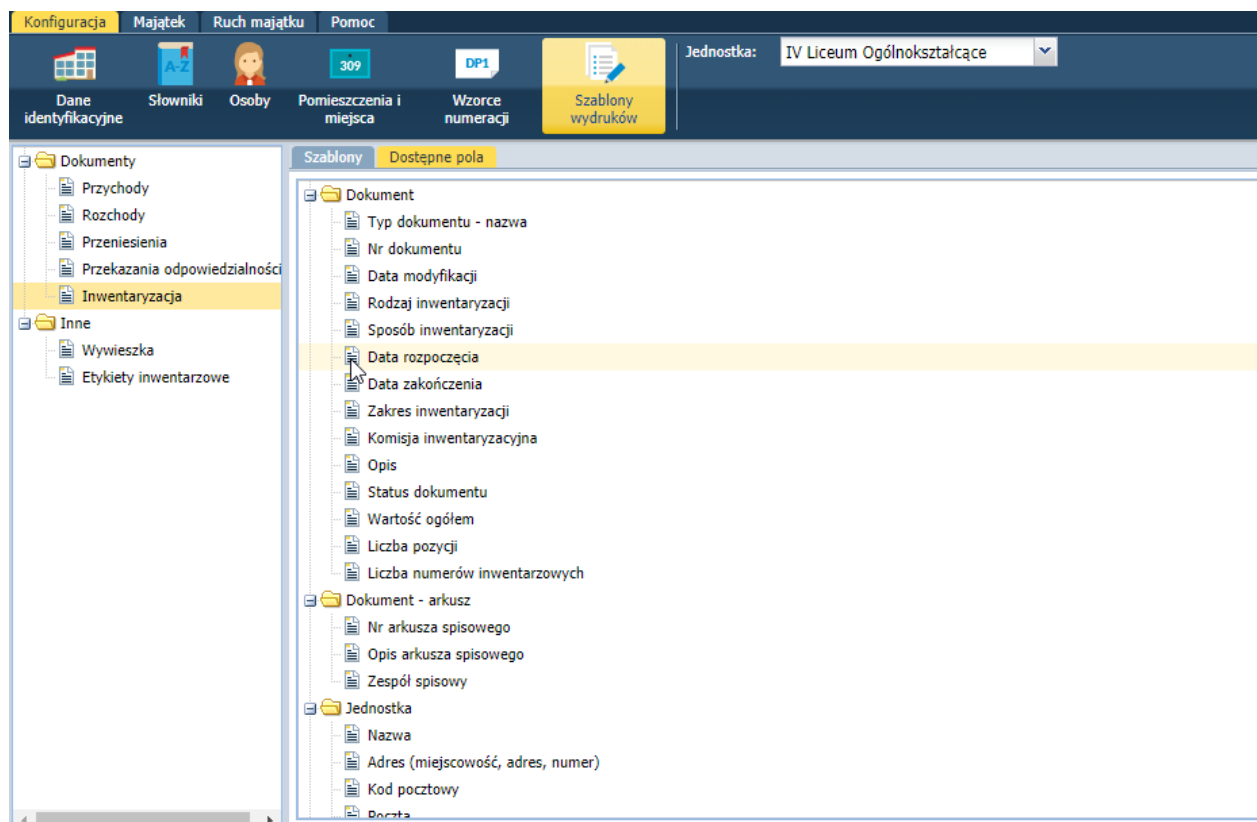 Konfiguracja Majątek Ruch majątku Pomoc
A-Z 309 DP1
Jednostka: IV Liceum Ogólnokształcące
Dane identyfikacyjne
Słowniki
Osoby
Pomieszczenia i miejsca
Wzorce numeracji
Szablony wydruków
Dokumenty
Przychody
Rozchody
Przeniesienia
Przekazania odpowiedzialności
Inwentaryzacja
Inne
Wywieszka
Etykiety inwentarzowe
Szablony Dostępne pola
Dokument
Typ dokumentu - nazwa
Nr dokumentu
Data modyfikacji
Rodzaj inwentaryzacji
Sposób inwentaryzacji
Data rozpoczęcia
Data zakończenia
Zakres inwentaryzacji
Komisja inwentaryzacyjna
Opis
Status dokumentu
Wartość ogółem
Liczba pozycji
Liczba numerów inwentarzowych
Dokument - arkusz
Nr arkusza spisowego
Opis arkusza spisowego
Zespół spisowy
Jednostka
Nazwa
Adres (miejscowość, adres, numer)
Kod pocztowy
Poczta